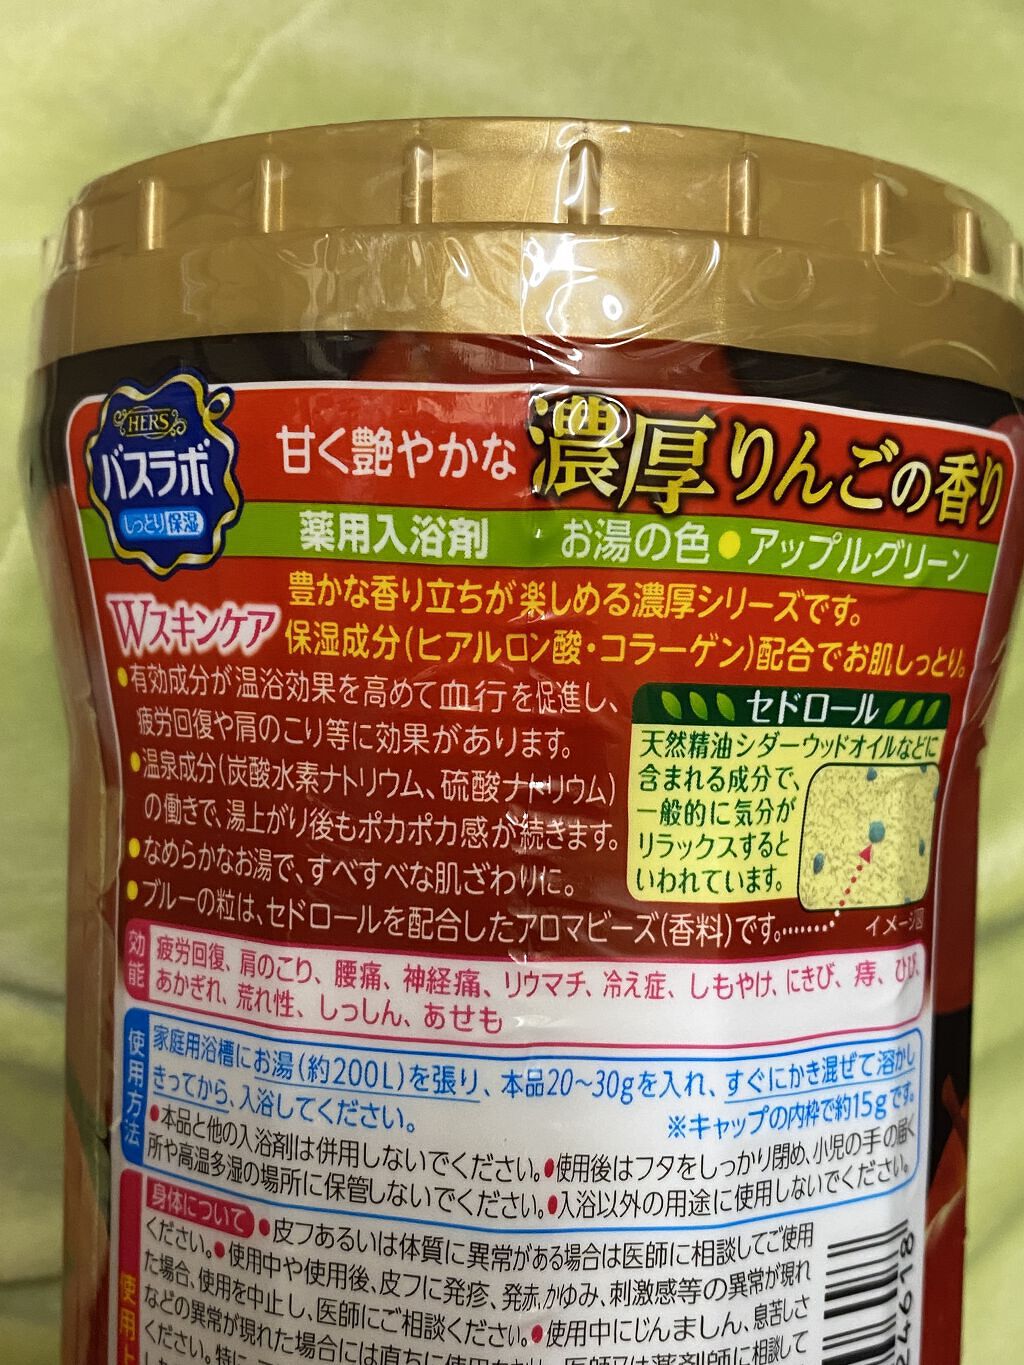 HERS
バスラボ
しっとり保湿
甘く艶やかな濃厚りんごの香り
薬用入浴剤 お湯の色●アップルグリーン
Wスキンケア
豊かな香り立ちが楽しめる濃厚シリーズです。
保湿成分(ヒアルロン酸・コラーゲン)配合でお肌しっとり。
●有効成分が温浴効果を高めて血行を促進し、
疲労回復や肩のこり等に効果があります。
●温泉成分(炭酸水素ナトリウム、硫酸ナトリウム)
の働きで、湯上がり後もポカポカ感が続きます。
●なめらかなお湯で、すべすべな肌ざわりに。
●ブルーの粒は、セドロールを配合したアロマビーズ(香料)です。
セドロール
天然精油シダーウッドオイルなどに
含まれる成分で、
一般的に気分が
リラックスすると
いわれています。
イメージ図
効能
疲労回復、肩のこり、腰痛、神経痛、リウマチ、冷え症、しもやけ、にきび、痔、ひび、
あかぎれ、荒れ性、しっしん、あせも
使用方法
家庭用浴槽にお湯(約200L)を張り、本品20〜30gを入れ、すぐにかき混ぜて溶かし
きってから、入浴してください。
※キャップの内枠で約15gです。
●本品と他の入浴剤は併用しないでください。●使用後はフタをしっかり閉め、小児の手の届く
所や高温多湿の場所に保管しないでください。●入浴以外の用途に使用しないでください。
使用上
身体について
●皮フあるいは体質に異常がある場合は医師に相談してご使用
ください。●使用中や使用後、皮フに発疹、発赤、かゆみ、刺激感等の異常が現れ
た場合、使用を中止し、医師にご相談ください。●使用中にじんましん、息苦しさ
などの異常が現れた場合には直ちに使用を
医師又は薬剤師に相談して
ください。特に、